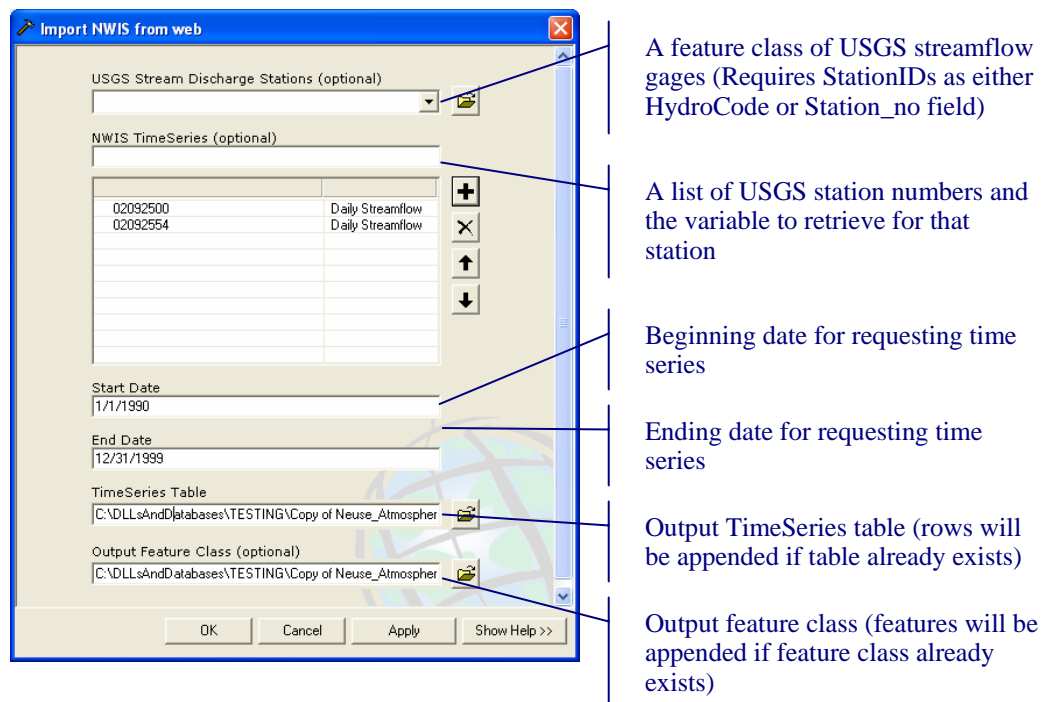 Import NWIS from web
USGS Stream Discharge Stations (optional)
NWIS TimeSeries (optional)
02092500 Daily Streamflow
02092554 Daily Streamflow
Start Date
1/1/1990
End Date
12/31/1999
TimeSeries Table
C:\DLLsAndDatabases\TESTING\Copy of Neuse_Atmospher
Output Feature Class (optional)
C:\DLLsAndDatabases\TESTING\Copy of Neuse_Atmospher
OK Cancel Apply Show Help >>
A feature class of USGS streamflow
gages (Requires StationIDs as either
HydroCode or Station_no field)
A list of USGS station numbers and
the variable to retrieve for that
station
Beginning date for requesting time
series
Ending date for requesting time
series
Output TimeSeries table (rows will
be appended if table already exists)
Output feature class (features will be
appended if feature class already
exists)